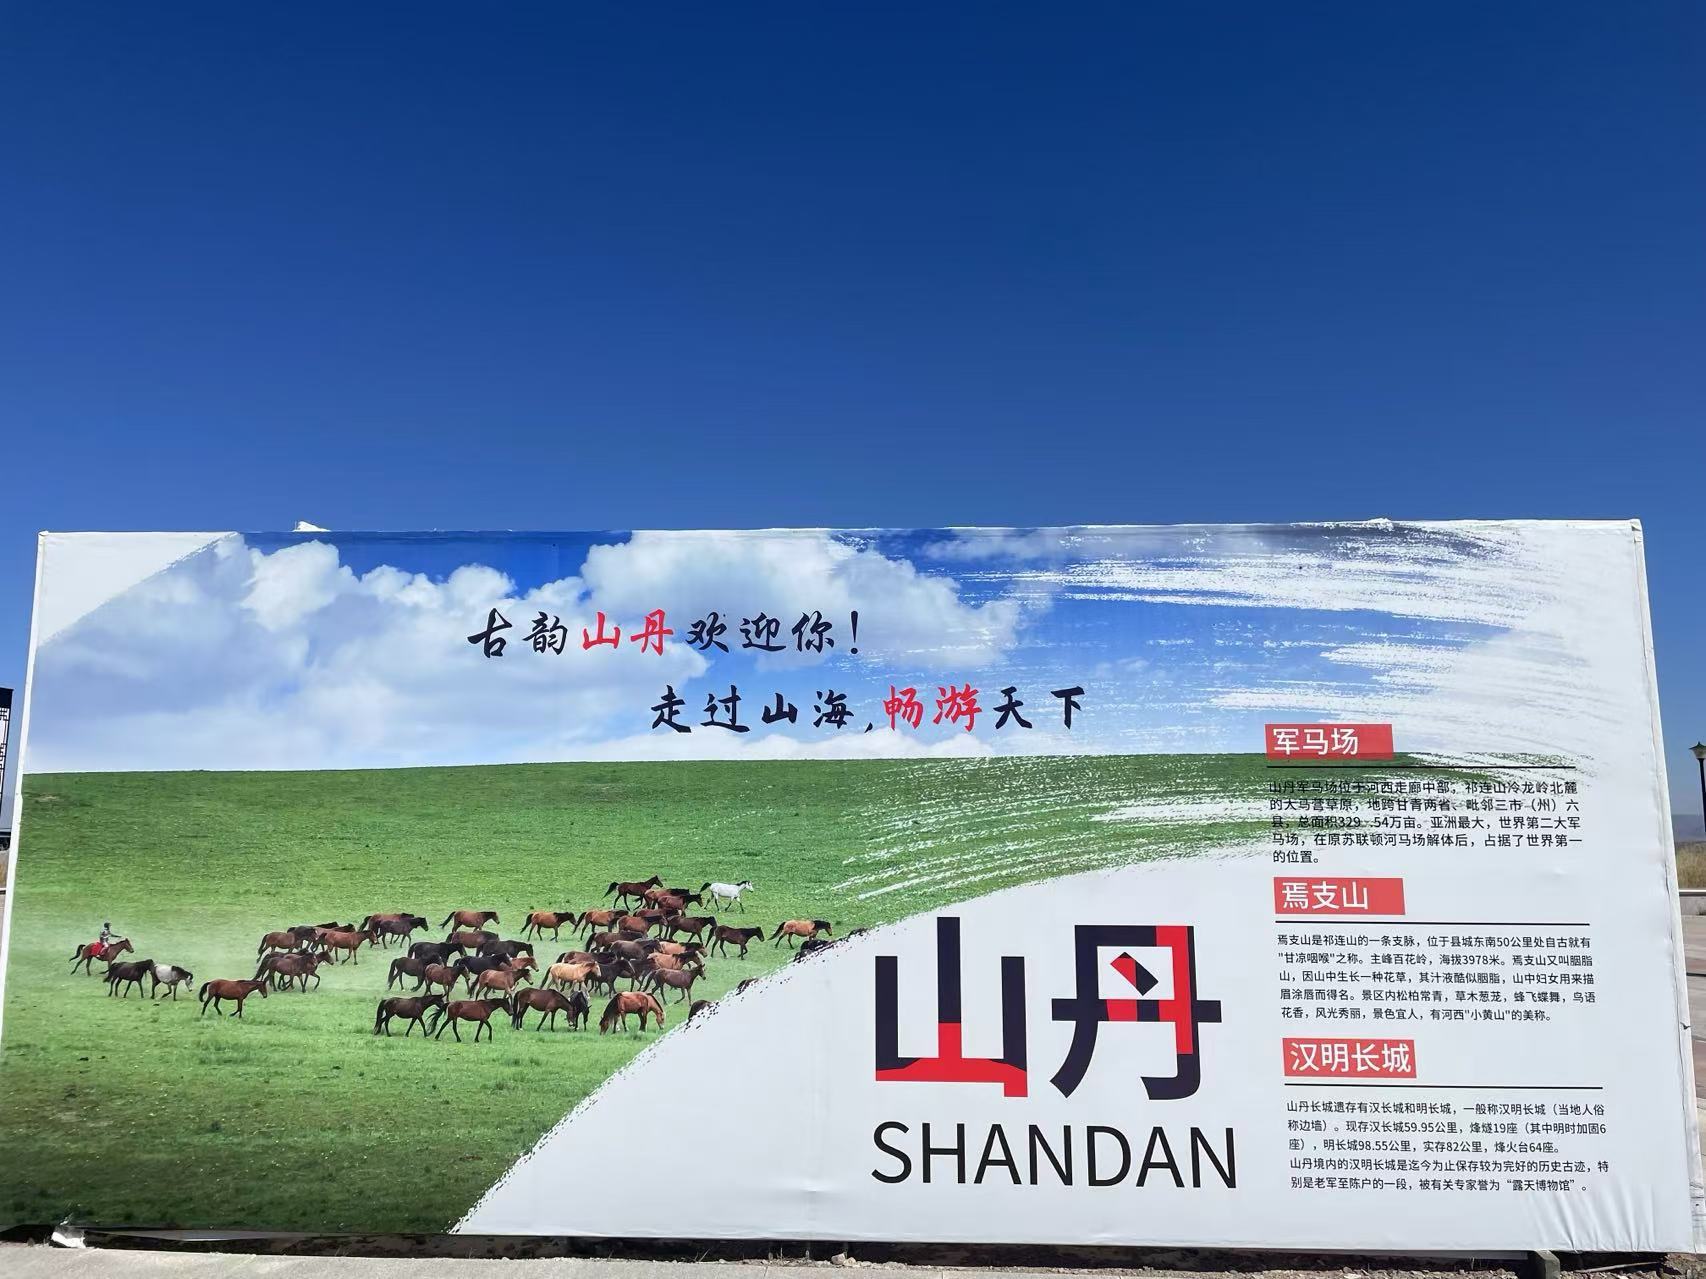 古韵山丹欢迎你！
走过山海,畅游天下
军马场
山丹军马场位于河西走廊中部，祁连山冷龙岭北麓
的大马营草原，地跨甘青两省、毗邻三市（州）六
县，总面积329．54万亩。亚洲最大，世界第二大军
马场，在原苏联顿河马场解体后，占据了世界第一
的位置。
焉支山
焉支山是祁连山的一条支脉，位于县城东南50公里处自古就有
"甘凉咽喉"之称。主峰百花岭，海拔3978米。焉支山又叫胭脂
山，因山中生长一种花草，其汁液酷似胭脂，山中妇女用来描
眉涂唇而得名。景区内松柏常青，草木葱茏，蜂飞蝶舞，鸟语
花香，风光秀丽，景色宜人，有河西"小黄山"的美称。
汉明长城
山丹长城遗存有汉长城和明长城，一般称汉明长城（当地人俗
称边墙）。现存汉长城59.95公里，烽燧19座（其中明时加固6
座），明长城98.55公里，实存82公里，烽火台64座。
山丹境内的汉明长城是迄今为止保存较为完好的历史古迹，特
别是老军至陈户的一段，被有关专家誉为“露天博物馆”。
山丹
SHANDAN